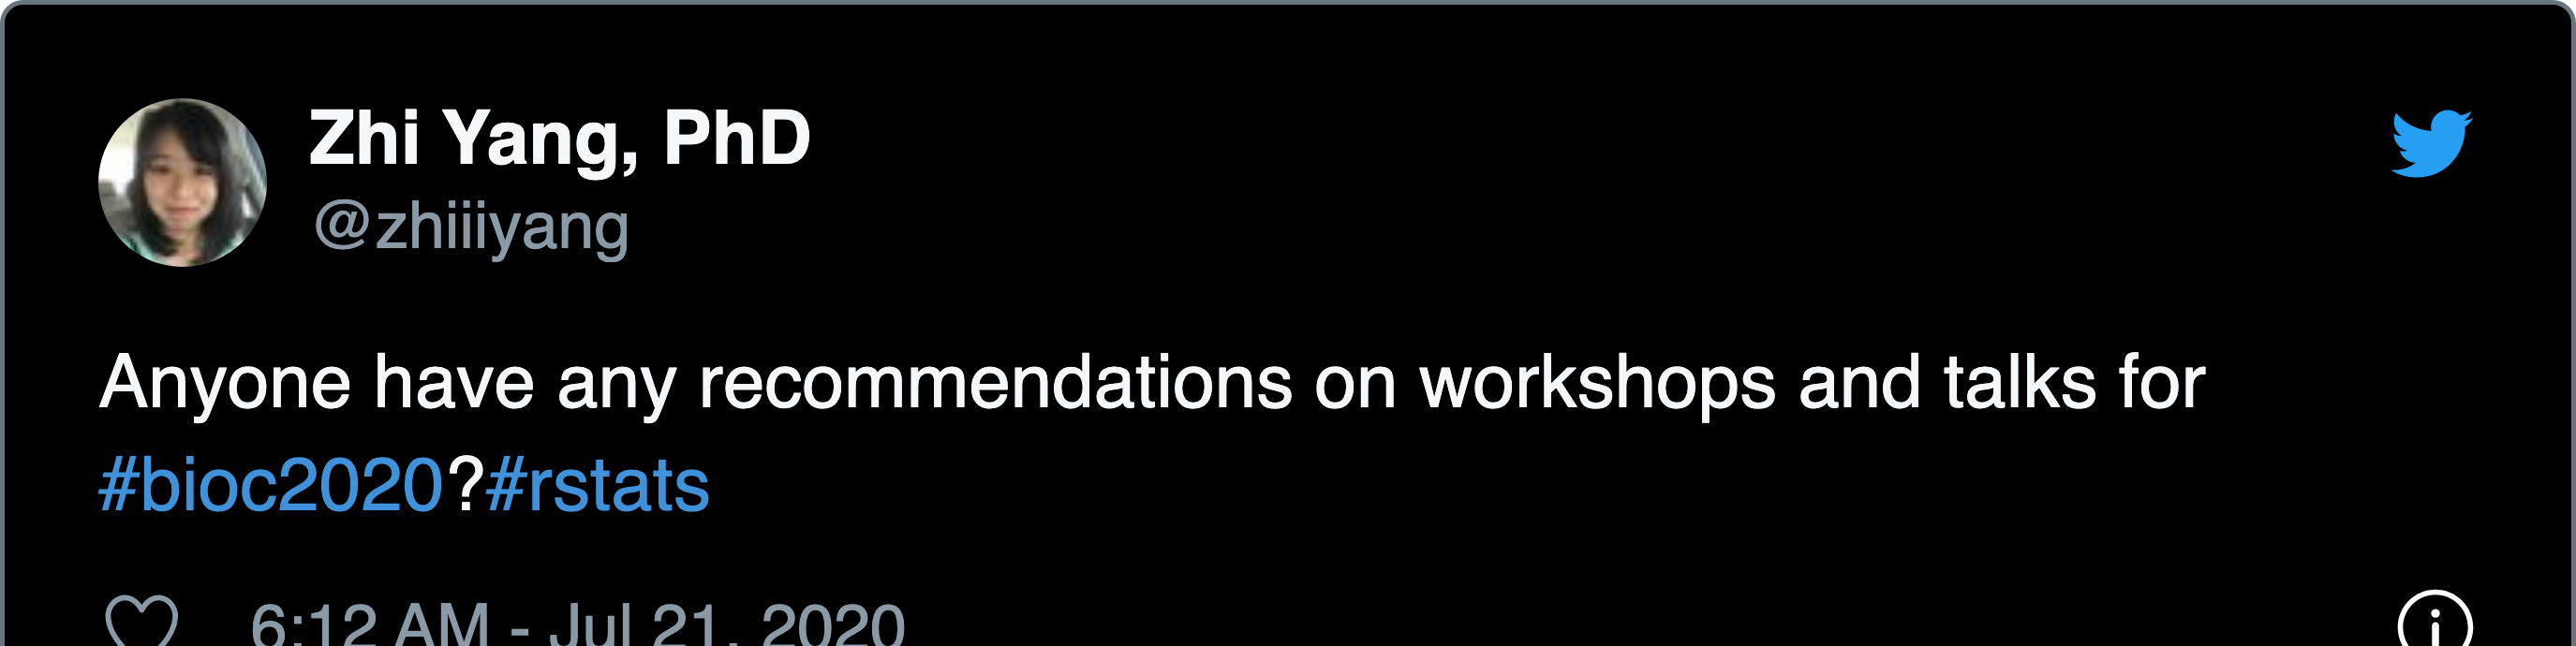 Zhi Yang, PhD
@zhiiiyang
Anyone have any recommendations on workshops and talks for
#bioc2020?#rstats
6:12 AM - Jul 21, 2020